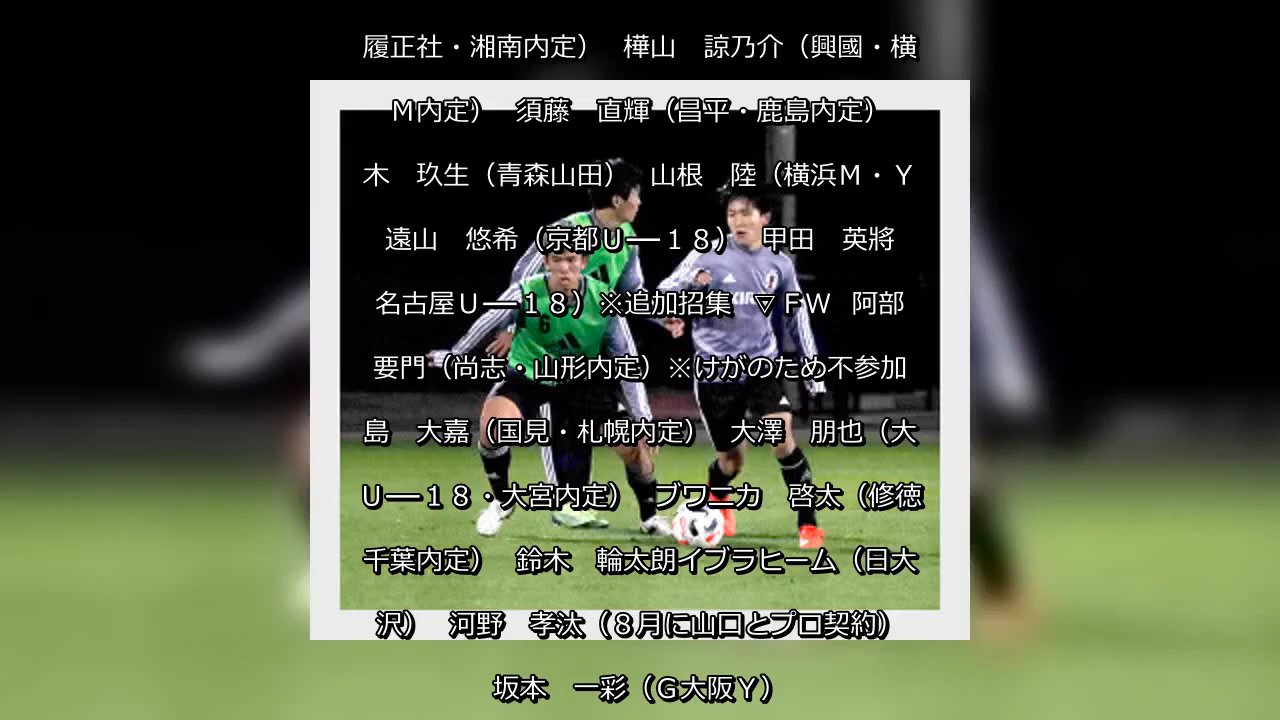 履正社・湘南内定） 樺山　諒乃介（興國・横
Ｍ内定） 須藤　直輝（昌平・鹿島内定）
木　玖生（青森山田） 山根　陸（横浜Ｍ・Ｙ
遠山　悠希（京都Ｕ―１８） 甲田　英將
名古屋Ｕ―１８）※追加招集 ▽ＦＷ 阿部
要門（尚志・山形内定）※けがのため不参加
島　大嘉（国見・札幌内定） 大澤　朋也（大
Ｕ―１８・大宮内定） ブワニカ　啓太（修徳
千葉内定） 鈴木　輪太朗イブラヒーム（日大
沢） 河野　孝汰（８月に山口とプロ契約）
坂本　一彩（Ｇ大阪Ｙ）
6